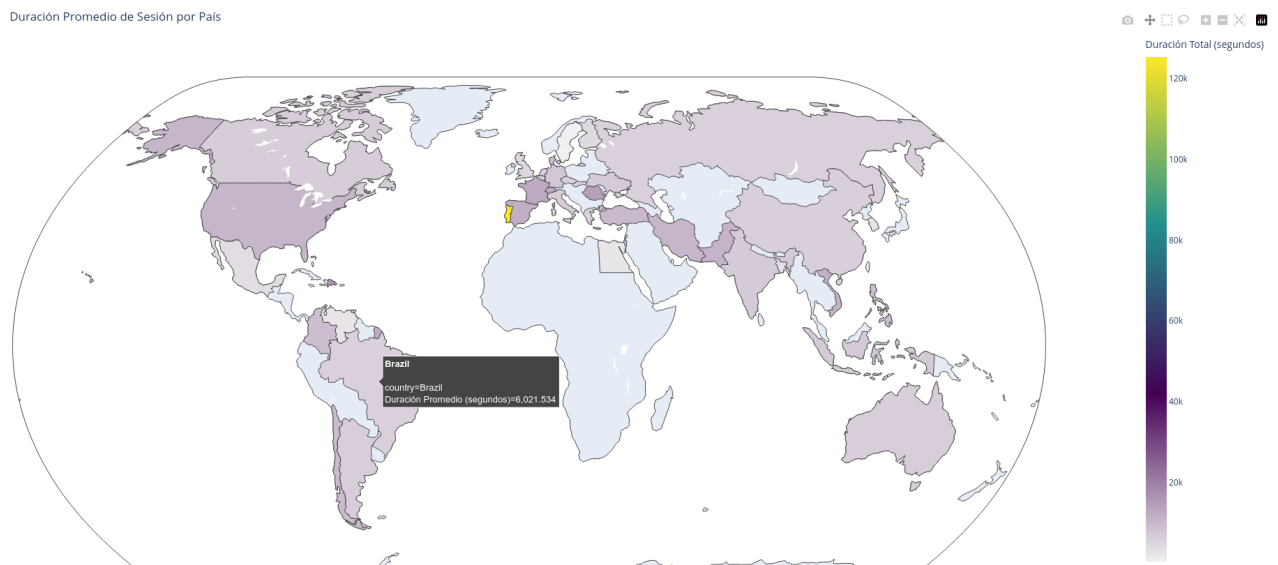 Duración Promedio de Sesión por País
Duración Total (segundos)
120k
100k
80k
60k
40k
20k
Brazil
country=Brazil
Duración Promedio (segundos)=6,021.534